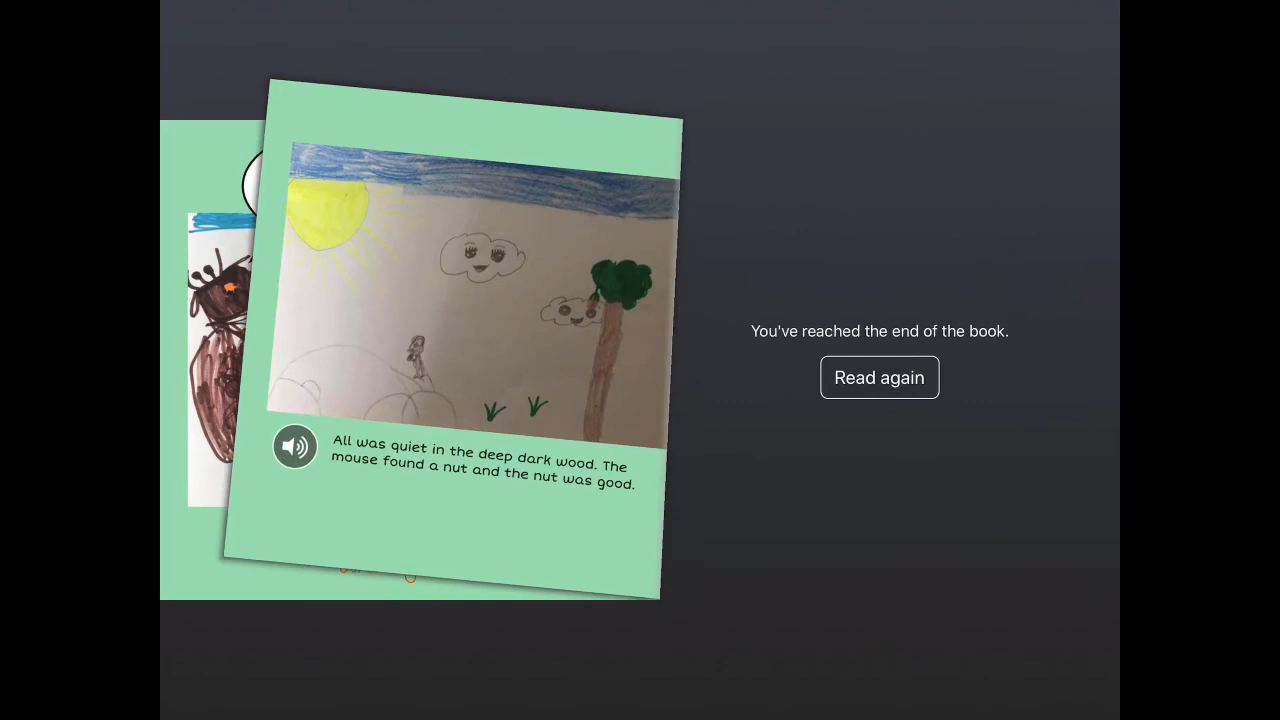 All was quiet in the deep dark wood. The
mouse found a nut and the nut was good.
You've reached the end of the book.
Read again